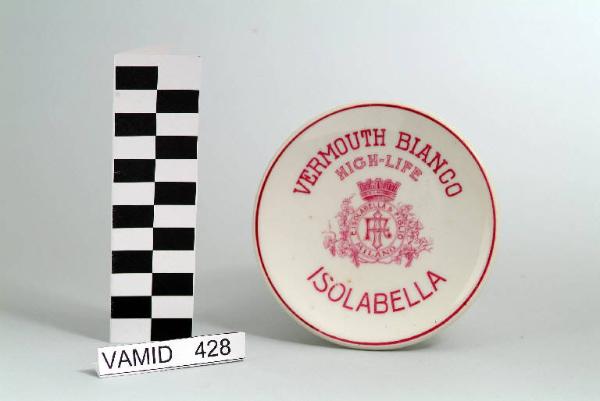 VERMOUTH BIANCO
HIGH-LIFE
ISOLABELLA
VAMID 428